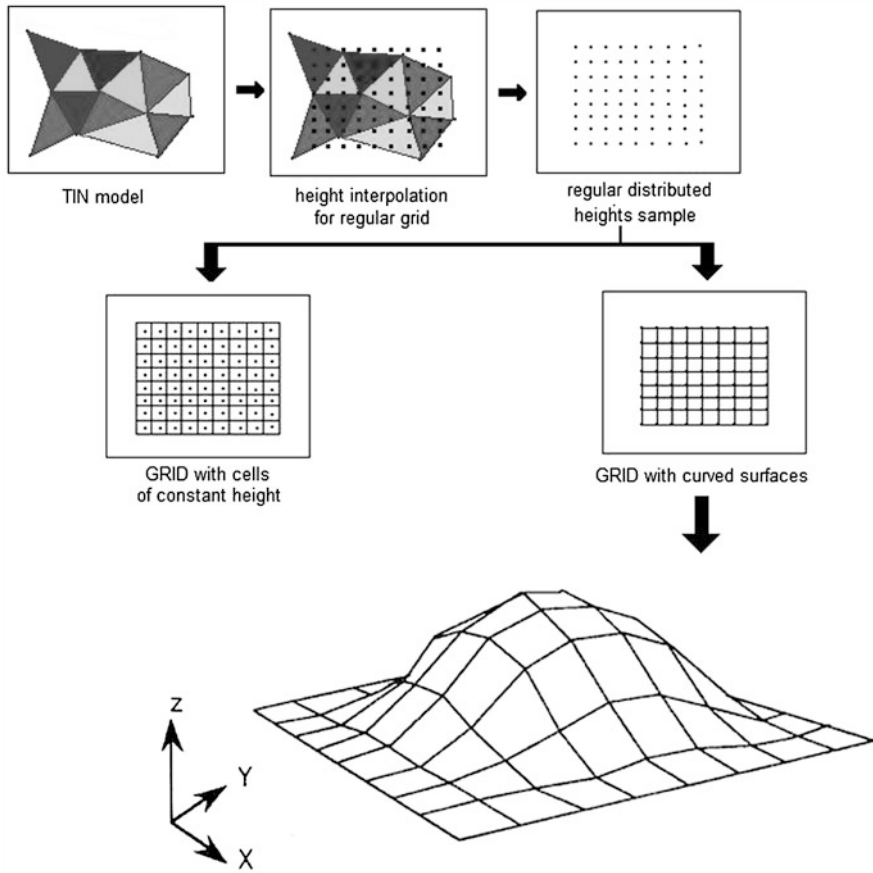 TIN model
height interpolation
for regular grid
regular distributed
heights sample
GRID with cells
of constant height
GRID with curved surfaces
Z
Y
X